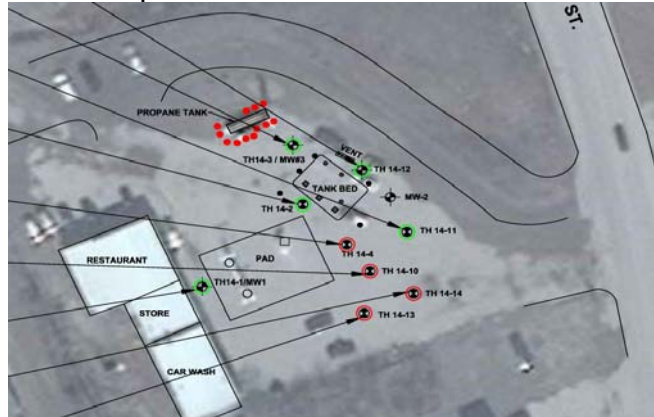 ST.
PROPANE TANK
VENT
TH14-3 / MW#3
TH 14-12
TANK BED
MW-2
TH 14-2
TH 14-11
TH 14-4
PAD
RESTAURANT
TH 14-10
TH14-1/MW1
TH 14-14
STORE
TH 14-13
CAR WASH